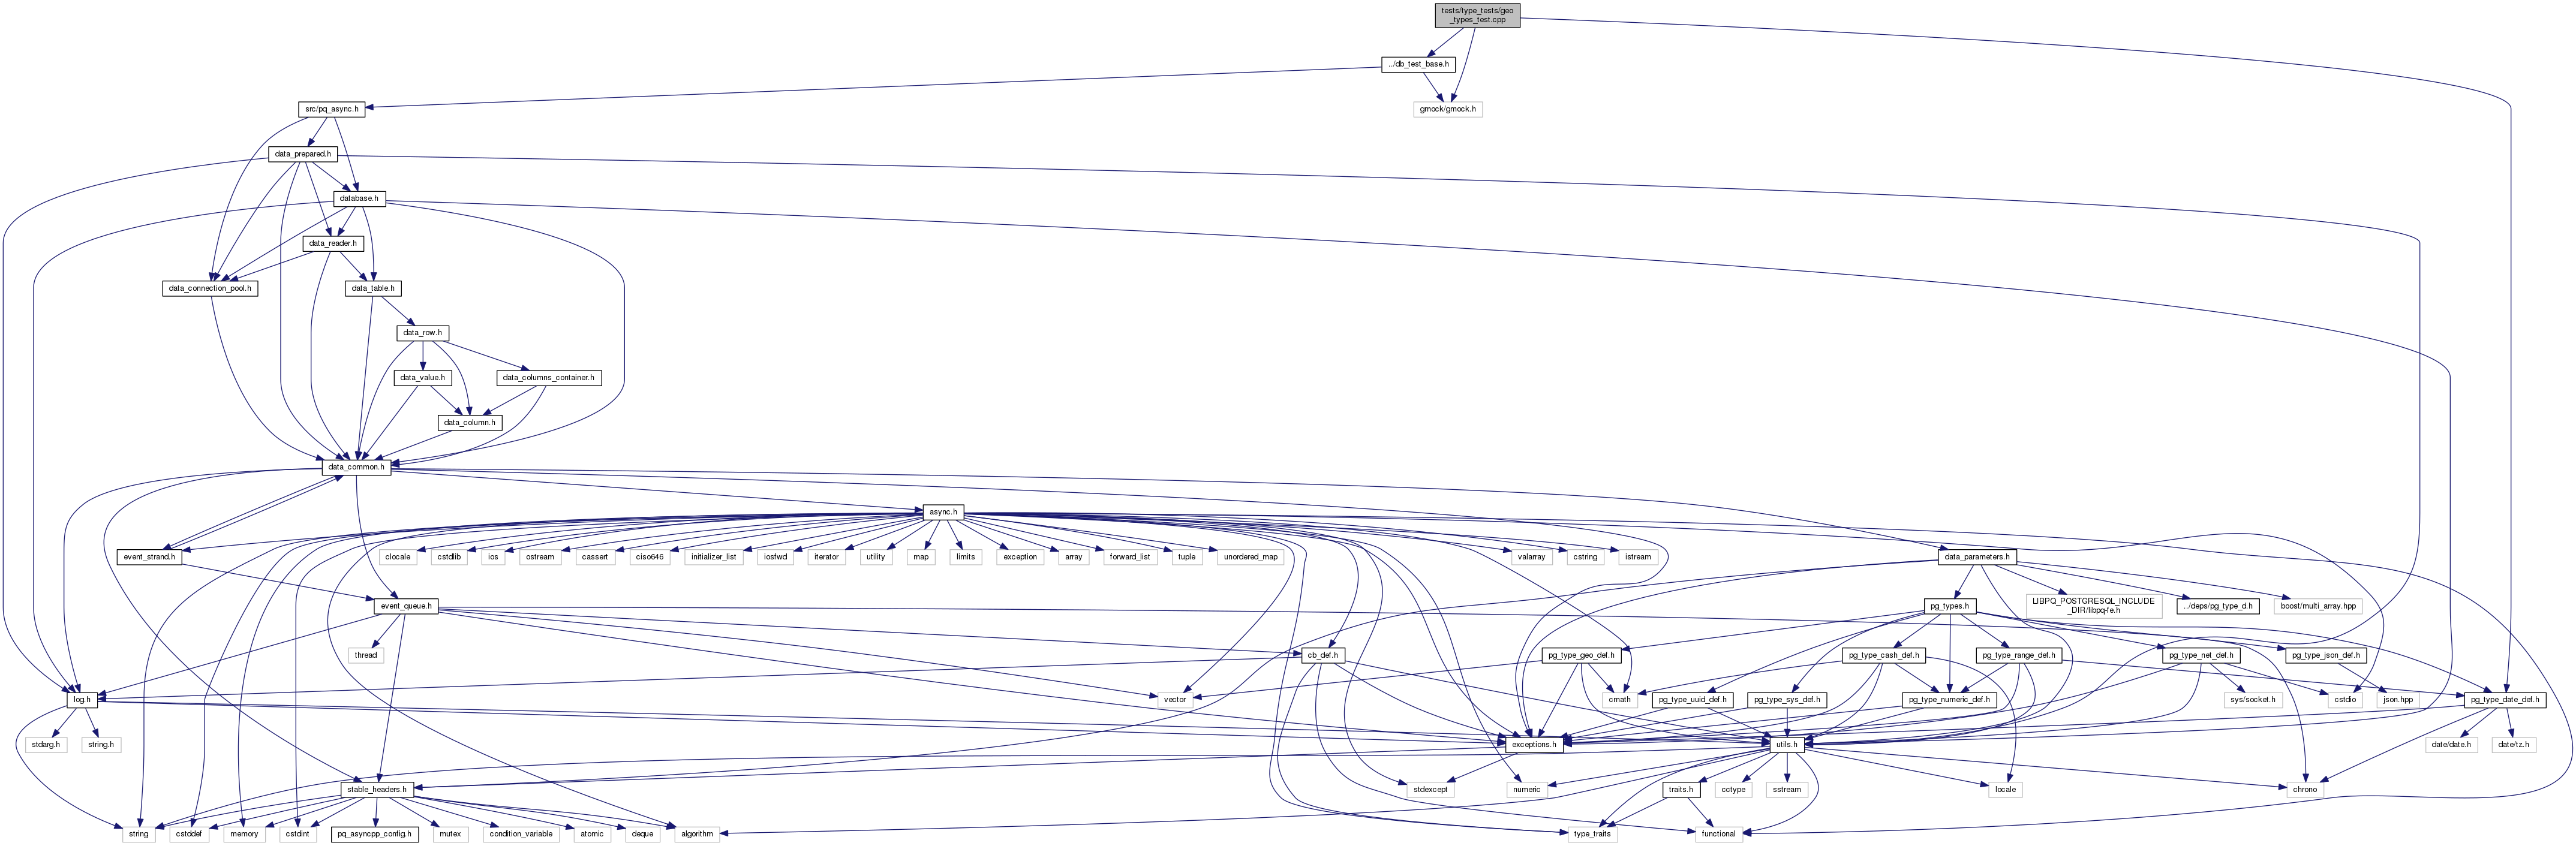 tests/type_tests/geo
_types_test.cpp
../db_test_base.h
src/pq_async.h
gmock/gmock.h
data_prepared.h
database.h
data_reader.h
data_connection_pool.h
data_table.h
data_row.h
data_value.h
data_columns_container.h
data_column.h
data_common.h
async.h
event_strand.h
clocale
cstdlib
ios
ostream
cassert
ciso646
initializer_list
iosfwd
iterator
utility
map
limits
exception
array
forward_list
tuple
unordered_map
valarray
cstring
istream
data_parameters.h
event_queue.h
pg_types.h
LIBPQ_POSTGRESQL_INCLUDE
_DIR/libpq-fe.h
../deps/pg_type_d.h
boost/multi_array.hpp
thread
cb_def.h
pg_type_geo_def.h
pg_type_cash_def.h
pg_type_range_def.h
pg_type_net_def.h
pg_type_json_def.h
log.h
vector
cmath
pg_type_uuid_def.h
pg_type_sys_def.h
pg_type_numeric_def.h
sys/socket.h
cstdio
json.hpp
pg_type_date_def.h
stdarg.h
string.h
exceptions.h
utils.h
date/date.h
date/tz.h
stable_headers.h
stdexcept
numeric
traits.h
cctype
sstream
locale
chrono
string
cstddef
memory
cstdint
pq_asyncpp_config.h
mutex
condition_variable
atomic
deque
algorithm
type_traits
functional